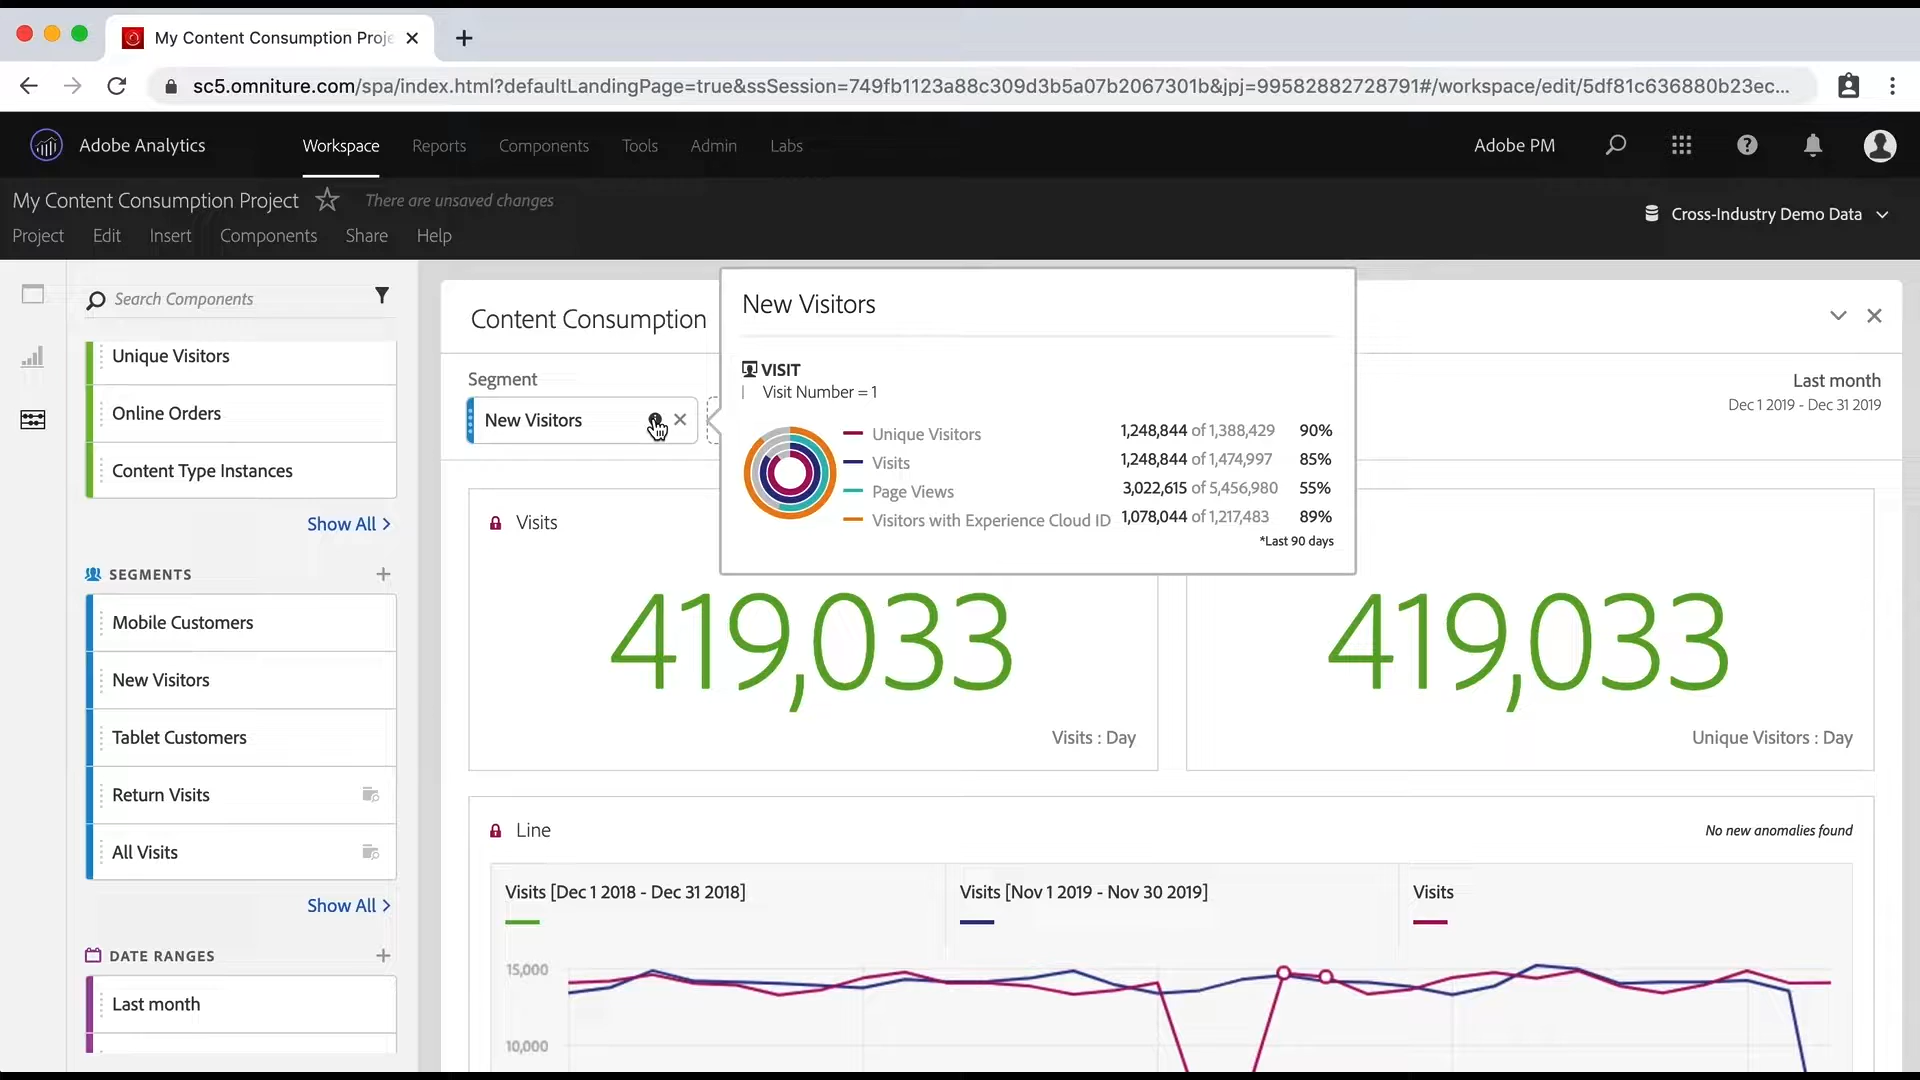 My Content Consumption Proje
sc5.omniture.com/spa/index.html?defaultLandingPage=true&ssSession=749fb1123a88c309d3b5a07b2067301b&jpj=99582882728791#/workspace/edit/5df81c636880b23ec...
Adobe Analytics
Workspace
Reports
Components
Tools
Admin
Labs
Adobe PM
My Content Consumption Project
There are unsaved changes
Cross-Industry Demo Data
Project
Edit
Insert
Components
Share
Help
Search Components
Unique Visitors
Online Orders
Content Type Instances
Show All
SEGMENTS
Mobile Customers
New Visitors
Tablet Customers
Return Visits
All Visits
Show All
DATE RANGES
Last month
Content Consumption
Segment
New Visitors
Last month
Dec 1 2019 - Dec 31 2019
New Visitors
VISIT
Visit Number = 1
Unique Visitors 1,248,844 of 1,388,429 90%
Visits 1,248,844 of 1,474,997 85%
Page Views 3,022,615 of 5,456,980 55%
Visitors with Experience Cloud ID 1,078,044 of 1,217,483 89%
*Last 90 days
Visits
419,033
Visits : Day
419,033
Unique Visitors : Day
Line
No new anomalies found
Visits [Dec 1 2018 - Dec 31 2018]
Visits [Nov 1 2019 - Nov 30 2019]
Visits
15,000
10,000